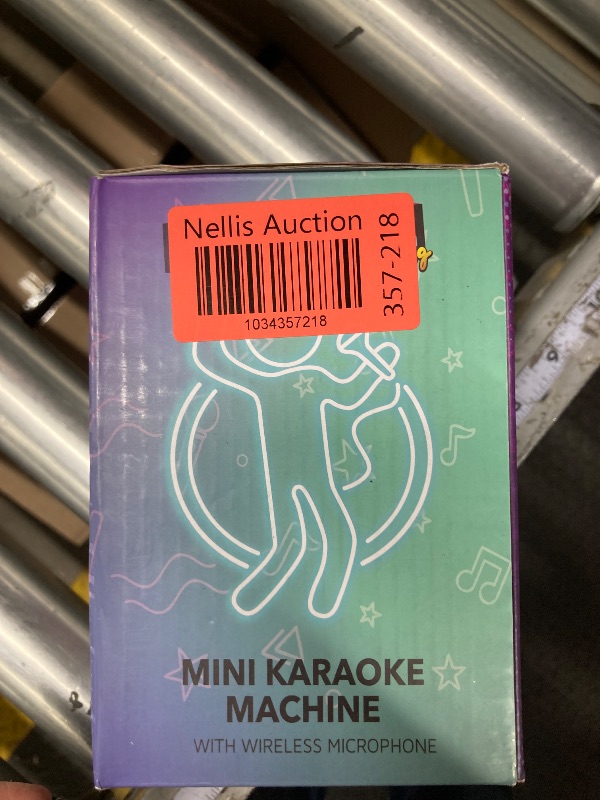 Nellis Auction
1034357218
357-218
MINI KARAOKE
MACHINE
WITH WIRELESS MICROPHONE